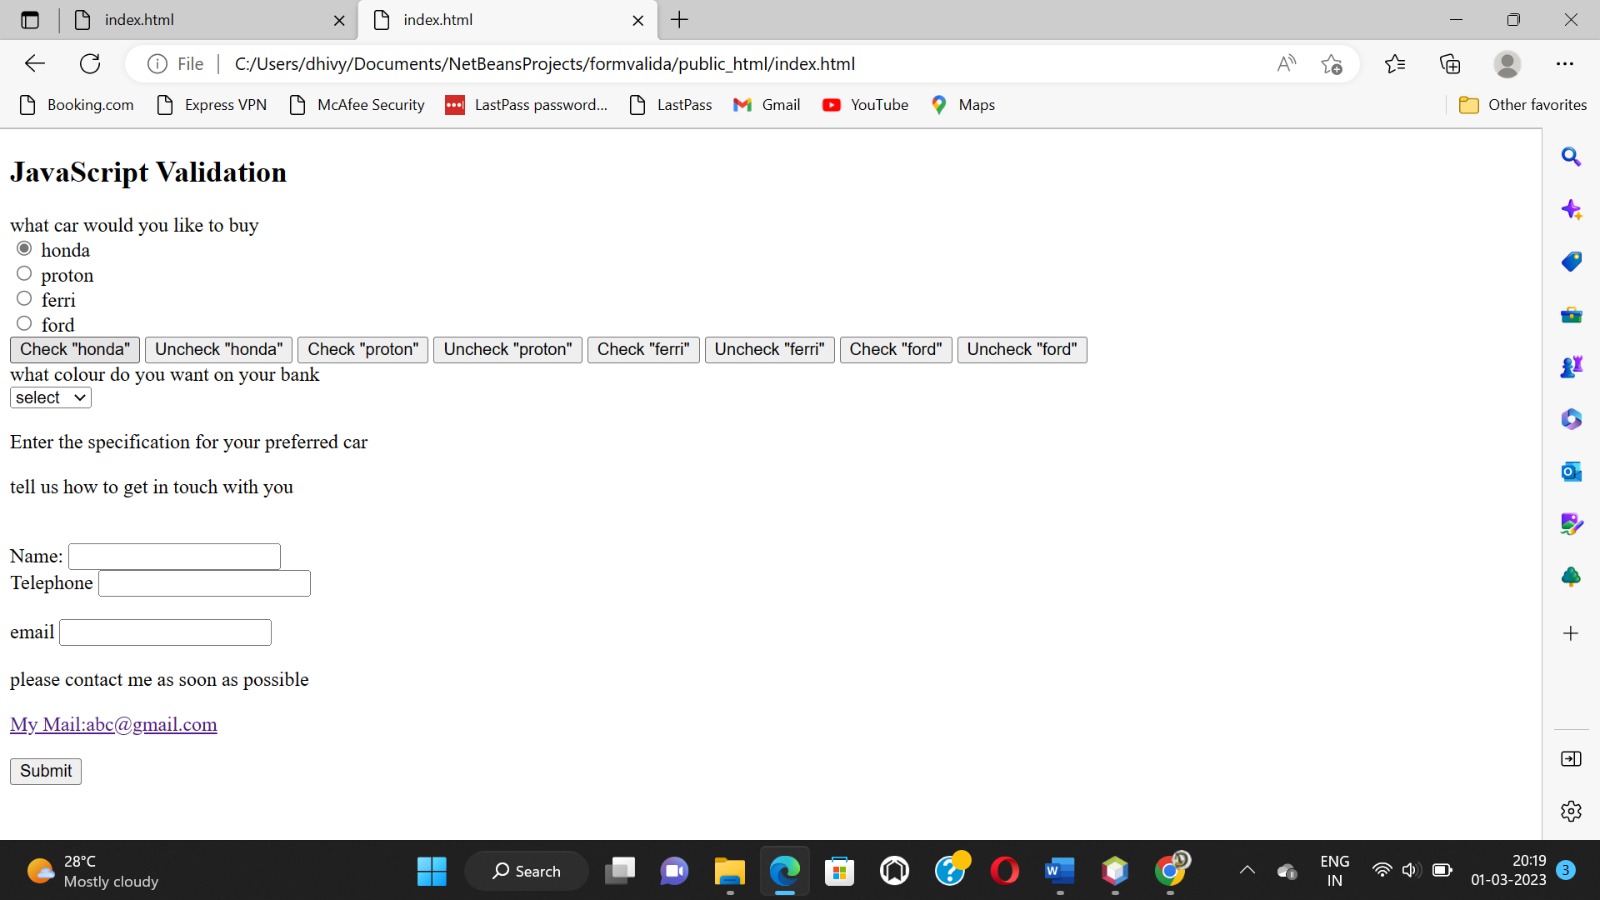 index.html
index.html
File
C:/Users/dhivy/Documents/NetBeansProjects/formvalida/public_html/index.html
Booking.com Express VPN McAfee Security LastPass password... LastPass Gmail YouTube Maps Other favorites
JavaScript Validation
what car would you like to buy
honda
proton
ferri
ford
Check "honda" Uncheck "honda" Check "proton" Uncheck "proton" Check "ferri" Uncheck "ferri" Check "ford" Uncheck "ford"
what colour do you want on your bank
select
Enter the specification for your preferred car
tell us how to get in touch with you
Name:
Telephone
email
please contact me as soon as possible
My Mail:abc@gmail.com
Submit
28°C
Mostly cloudy
Search
ENG
IN
20:19
01-03-2023
3